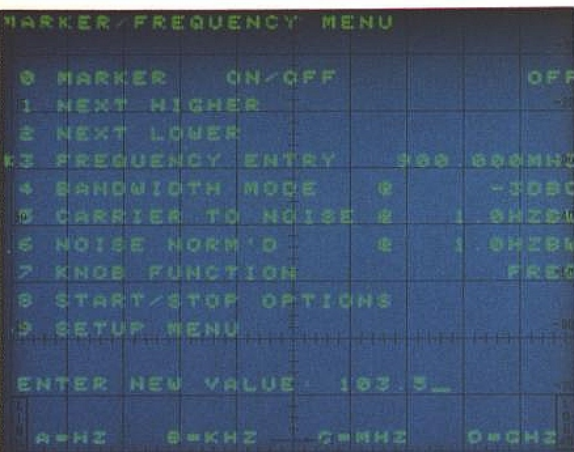 MARKER/FREQUENCY MENU
0 MARKER ON/OFF OFF
1 NEXT HIGHER
2 NEXT LOWER
*3 FREQUENCY ENTRY 900.000MHZ
4 BANDWIDTH MODE @ -3DBC
5 CARRIER TO NOISE @ 1.0HZBW
6 NOISE NORM'D @ 1.0HZBW
7 KNOB FUNCTION FREQ
8 START/STOP OPTIONS
9 SETUP MENU
ENTER NEW VALUE: 103.5_
A=HZ B=KHZ C=MHZ D=GHZ